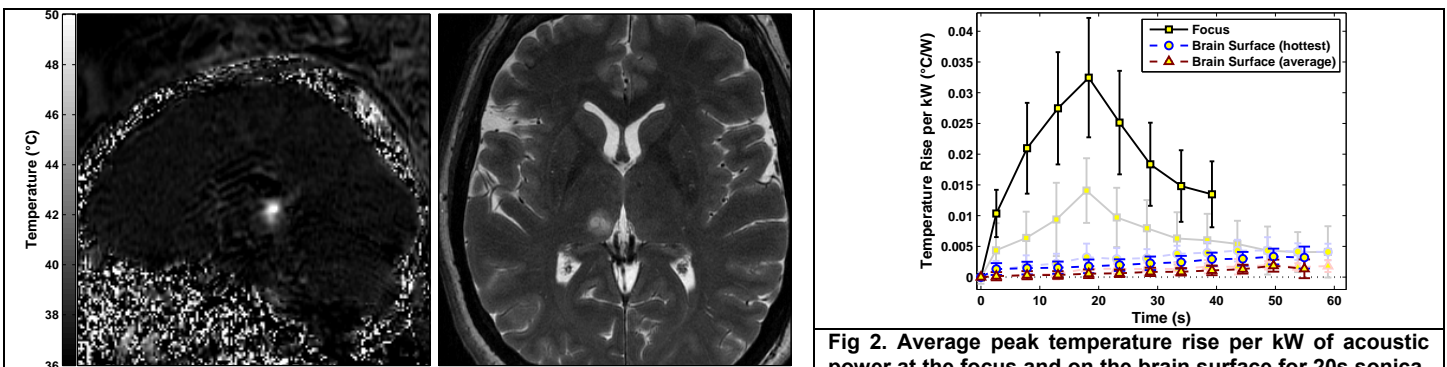 50
48
46
44
42
40
38
36
Temperature (°C)
0.04
0.035
0.03
0.025
0.02
0.015
0.01
0.005
0
Temperature Rise per kW (°C/W)
Focus
Brain Surface (hottest)
Brain Surface (average)
0 10 20 30 40 50 60
Time (s)
Fig 2. Average peak temperature rise per kW of acoustic
power at the focus and on the brain surface for 20s sonica-